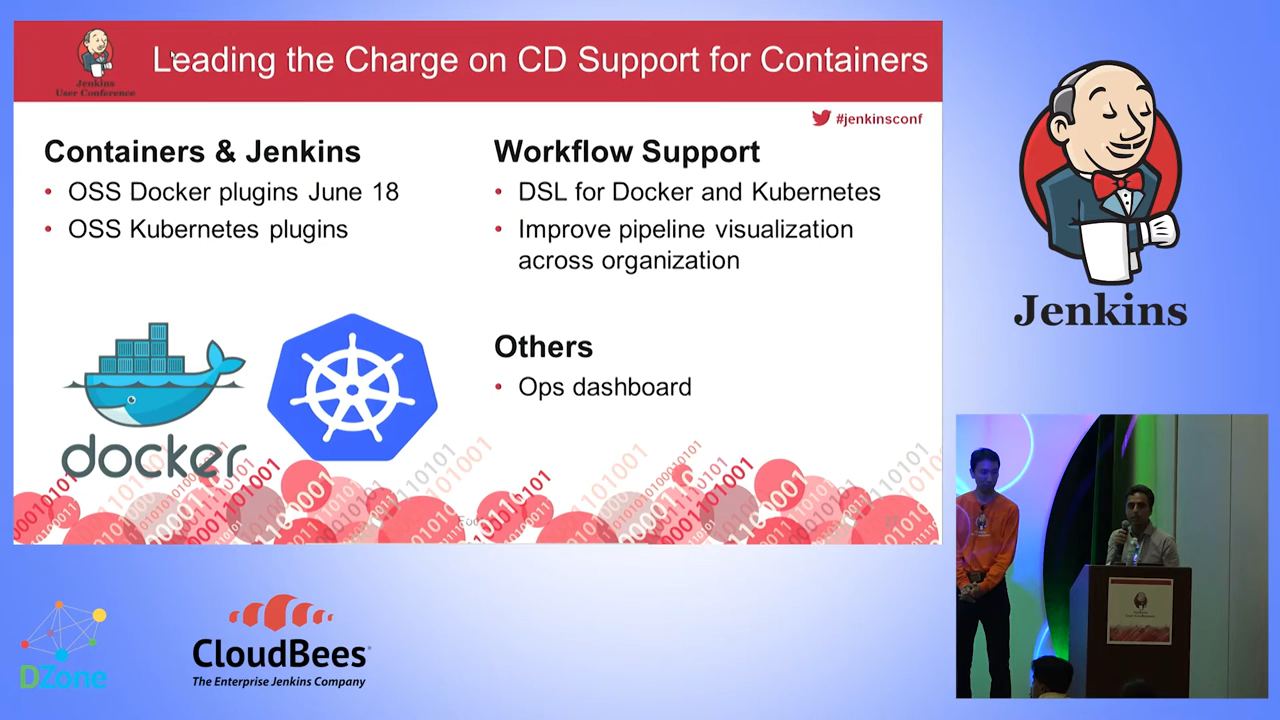 Leading the Charge on CD Support for Containers
Jenkins
User Conference
#jenkinsconf
Containers & Jenkins
• OSS Docker plugins June 18
• OSS Kubernetes plugins
Workflow Support
• DSL for Docker and Kubernetes
• Improve pipeline visualization
across organization
Others
• Ops dashboard
docker
Jenkins
DZone
CloudBees
The Enterprise Jenkins Company